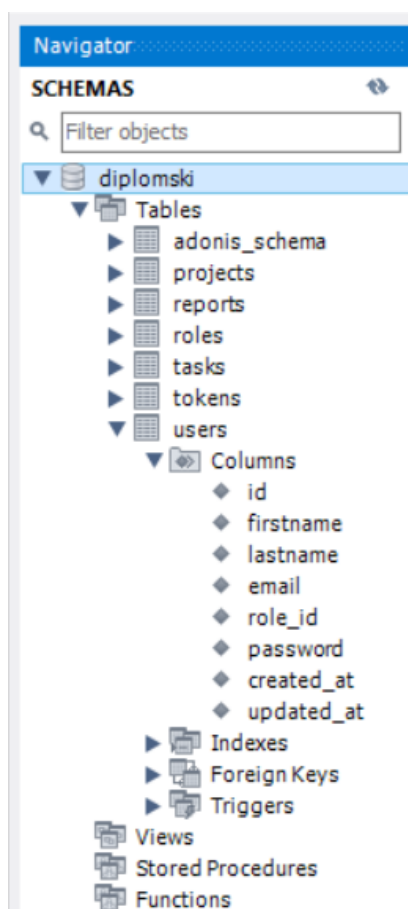 Navigator
SCHEMAS
Filter objects
diplomski
Tables
adonis_schema
projects
reports
roles
tasks
tokens
users
Columns
id
firstname
lastname
email
role_id
password
created_at
updated_at
Indexes
Foreign Keys
Triggers
Views
Stored Procedures
Functions